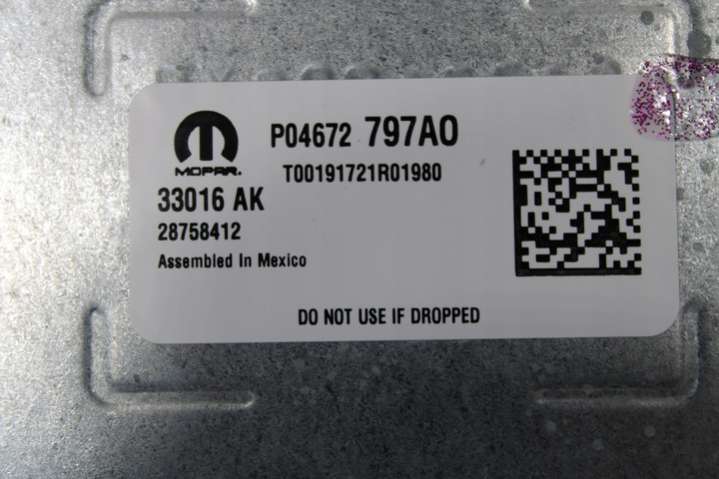 MOPAR.
P04672 797AO
T00191721R01980
33016 AK
28758412
Assembled In Mexico
DO NOT USE IF DROPPED